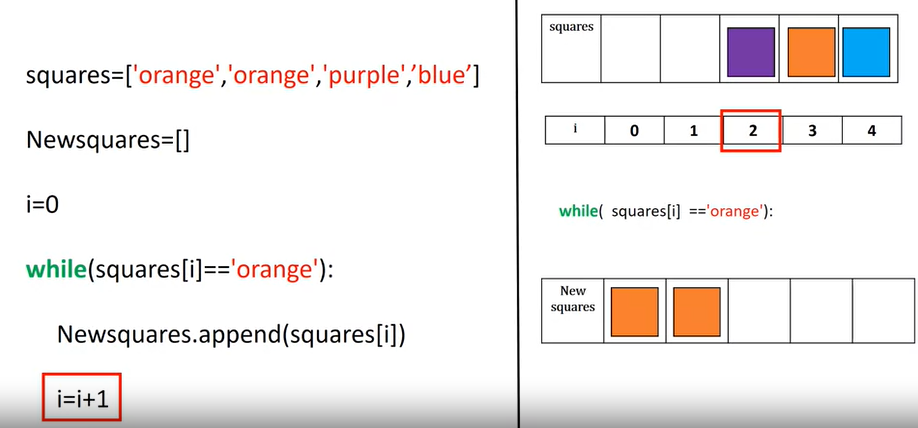 squares=['orange','orange','purple','blue’]
Newsquares=[]
i=0
while(squares[i]=='orange'):
Newsquares.append(squares[i])
i=i+1
squares
i 0 1 2 3 4
while( squares[i] =='orange'):
New
squares